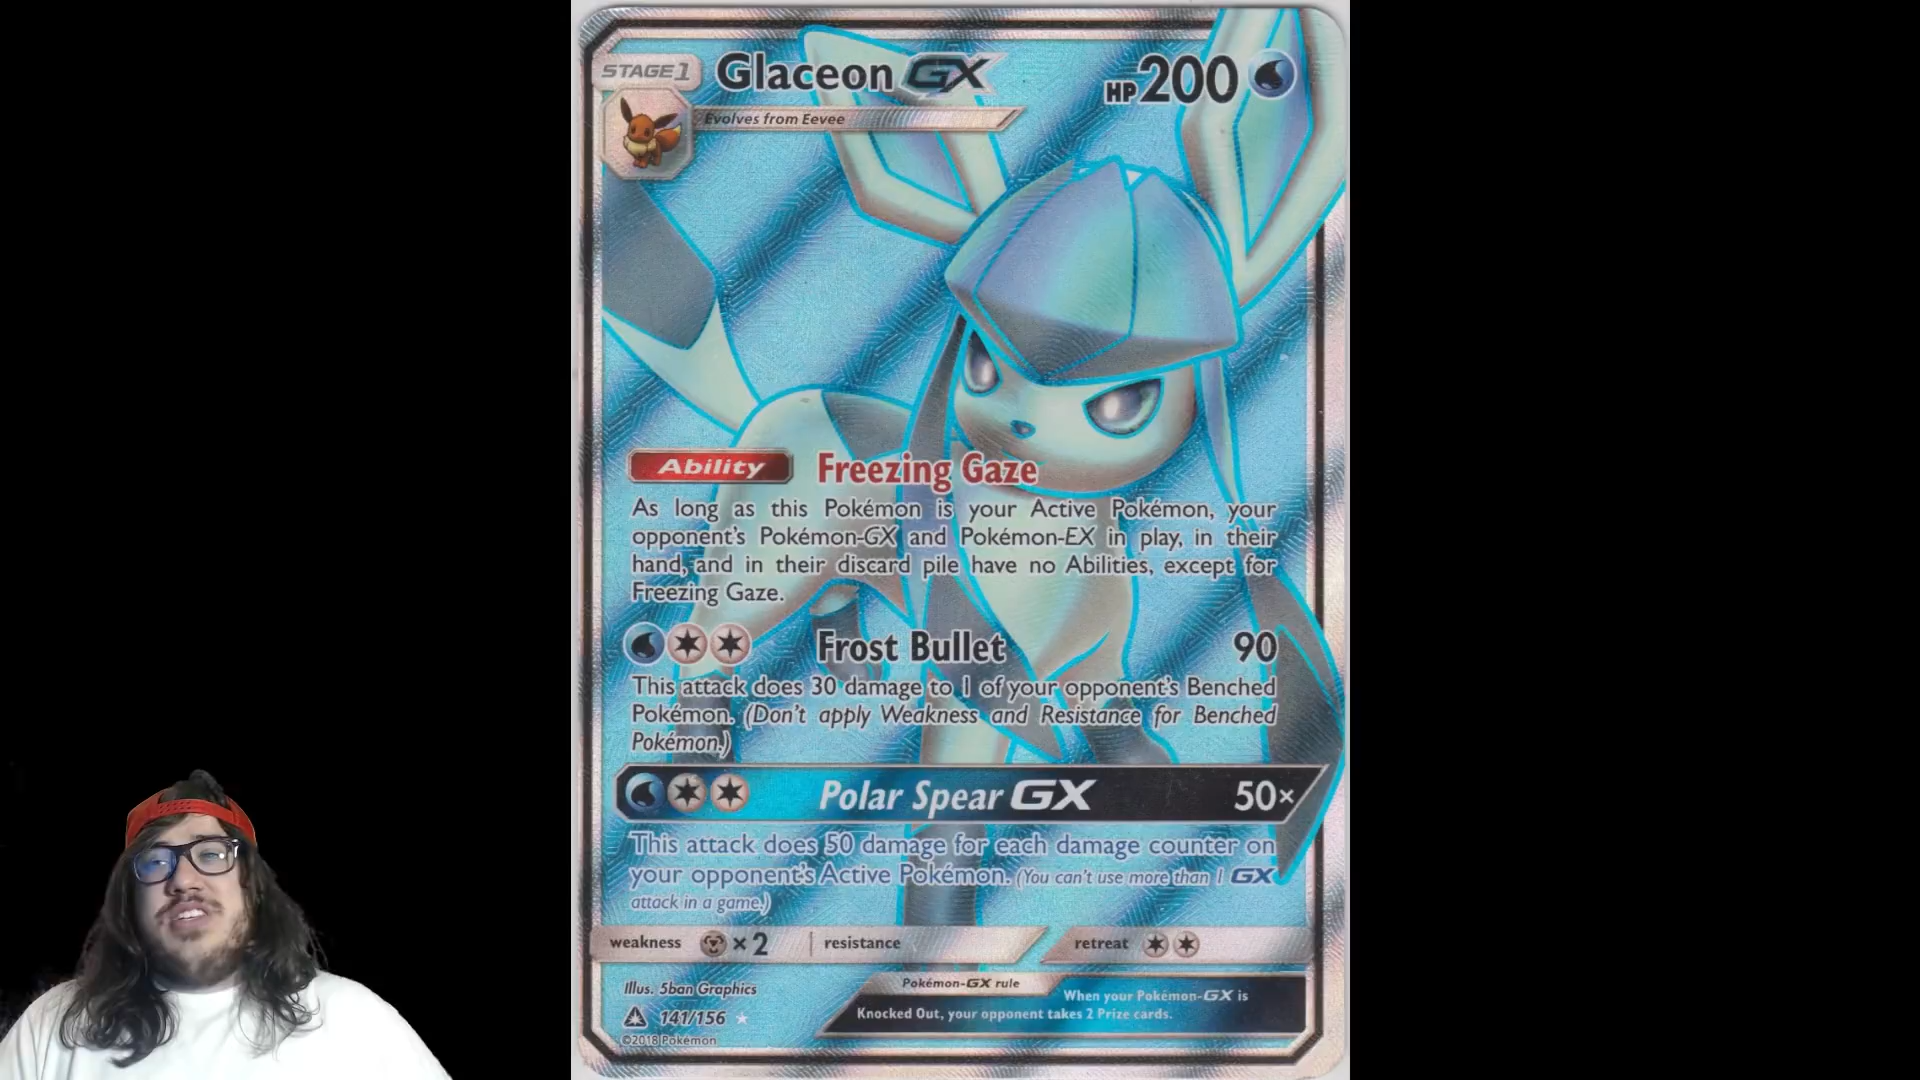 STAGE 1 Glaceon GX HP 200
Evolves from Eevee
Ability Freezing Gaze
As long as this Pokémon is your Active Pokémon, your
opponent's Pokémon-GX and Pokémon-EX in play, in their
hand, and in their discard pile have no Abilities, except for
Freezing Gaze.
Frost Bullet 90
This attack does 30 damage to 1 of your opponent's Benched
Pokémon. (Don't apply Weakness and Resistance for Benched
Pokémon.)
Polar Spear GX 50×
This attack does 50 damage for each damage counter on
your opponent's Active Pokémon. (You can't use more than 1 GX
attack in a game.)
weakness ×2 resistance retreat
Illus. 5ban Graphics
Pokémon-GX rule
When your Pokémon-GX is
Knocked Out, your opponent takes 2 Prize cards.
141/156
©2018 Pokémon